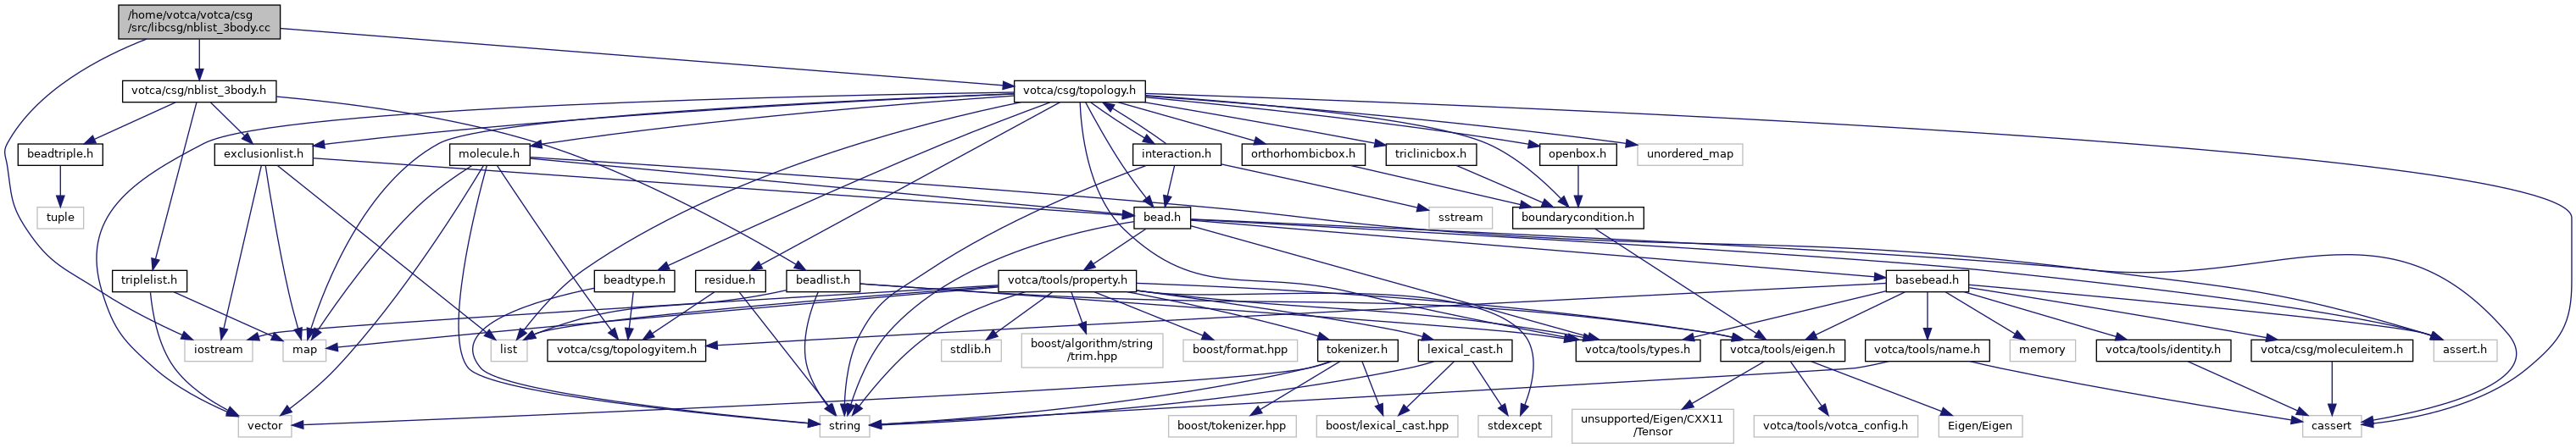 /home/votca/votca/csg
/src/libcsg/nblist_3body.cc
votca/csg/nblist_3body.h
votca/csg/topology.h
beadtriple.h
exclusionlist.h
molecule.h
interaction.h
orthorhombicbox.h
triclinicbox.h
openbox.h
unordered_map
tuple
bead.h
sstream
boundarycondition.h
triplelist.h
beadtype.h
residue.h
beadlist.h
votca/tools/property.h
basebead.h
iostream
map
list
votca/csg/topologyitem.h
stdlib.h
boost/algorithm/string
/trim.hpp
boost/format.hpp
tokenizer.h
lexical_cast.h
votca/tools/types.h
votca/tools/eigen.h
votca/tools/name.h
memory
votca/tools/identity.h
votca/csg/moleculeitem.h
assert.h
vector
string
boost/tokenizer.hpp
boost/lexical_cast.hpp
stdexcept
unsupported/Eigen/CXX11
/Tensor
votca/tools/votca_config.h
Eigen/Eigen
cassert